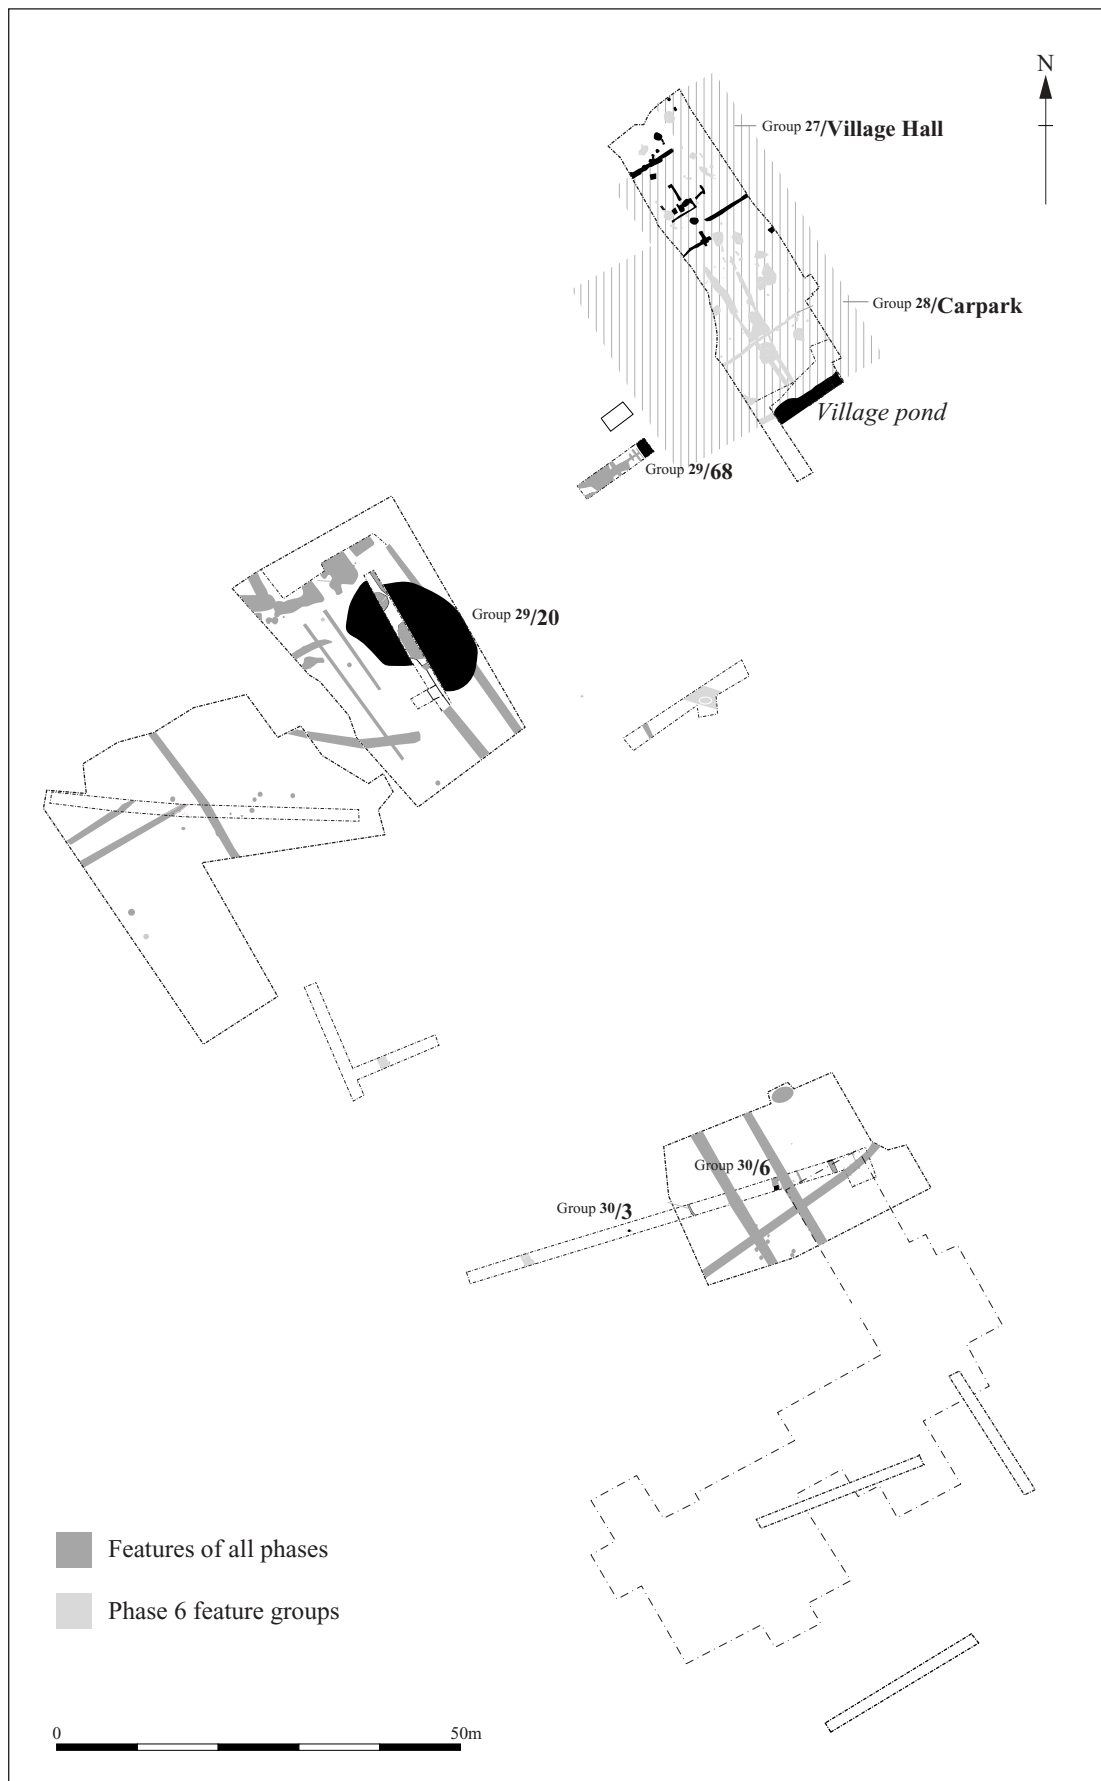 N
Group 27/Village Hall
Group 28/Carpark
Village pond
Group 29/68
Group 29/20
Group 30/6
Group 30/3
Features of all phases
Phase 6 feature groups
0 50m